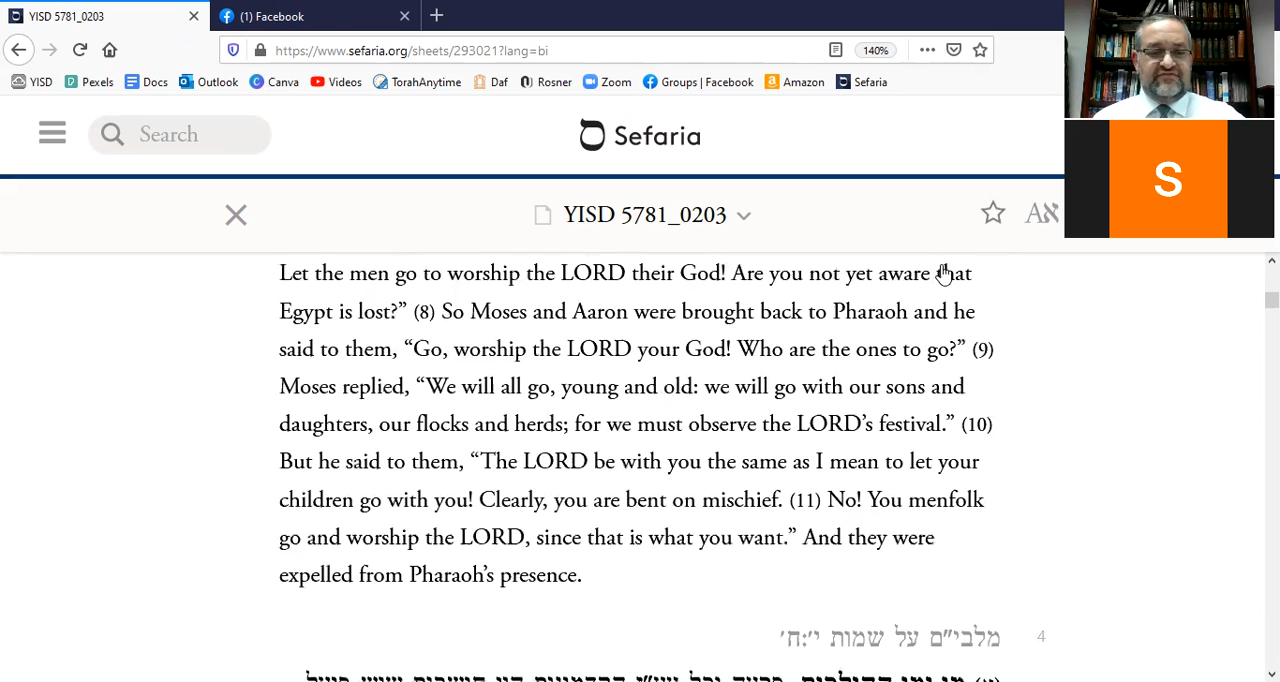 YISD 5781_0203
(1) Facebook
https://www.sefaria.org/sheets/293021?lang=bi
140%
YISD Pexels Docs Outlook Canva Videos TorahAnytime Daf Rosner Zoom Groups | Facebook Amazon Sefaria
Search
Sefaria
S
YISD 5781_0203
Let the men go to worship the LORD their God! Are you not yet aware that
Egypt is lost?” (8) So Moses and Aaron were brought back to Pharaoh and he
said to them, “Go, worship the LORD your God! Who are the ones to go?” (9)
Moses replied, “We will all go, young and old: we will go with our sons and
daughters, our flocks and herds; for we must observe the LORD’s festival.” (10)
But he said to them, “The LORD be with you the same as I mean to let your
children go with you! Clearly, you are bent on mischief. (11) No! You menfolk
go and worship the LORD, since that is what you want.” And they were
expelled from Pharaoh’s presence.
מלבי״ם על שמות י׳:ח׳
4